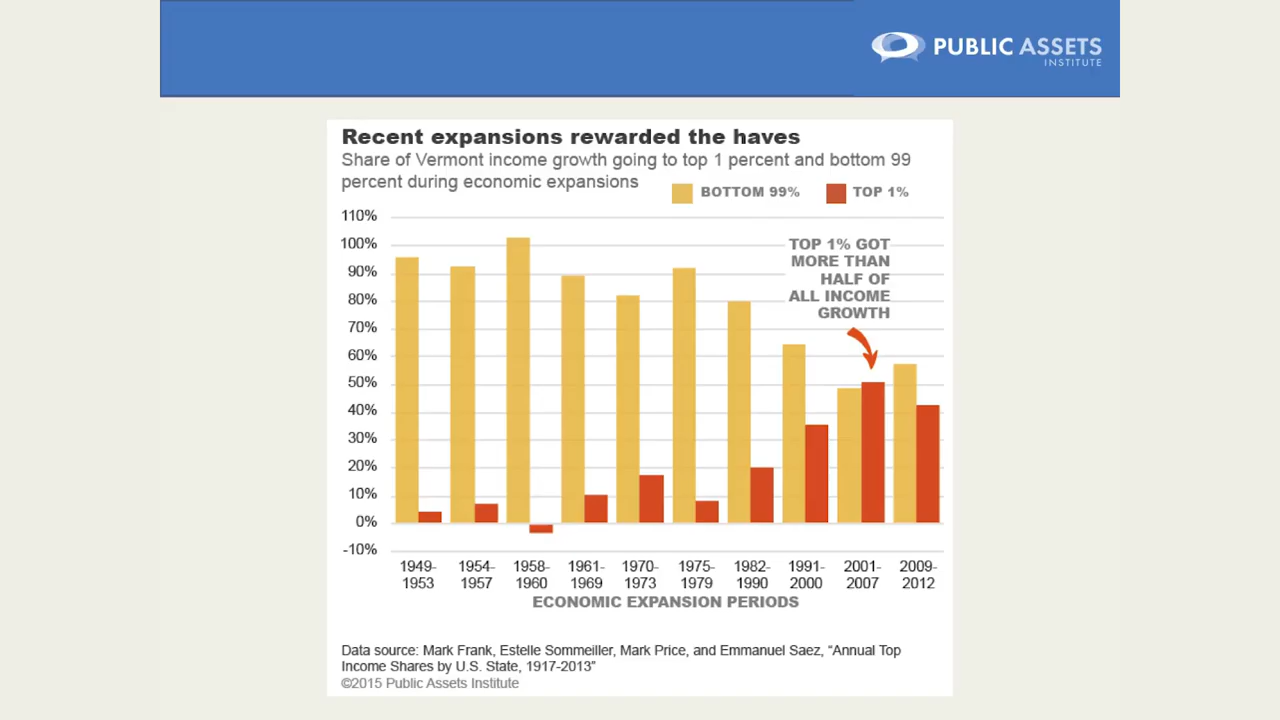 PUBLIC ASSETS
INSTITUTE
Recent expansions rewarded the haves
Share of Vermont income growth going to top 1 percent and bottom 99
percent during economic expansions
BOTTOM 99%
TOP 1%
110%
100%
90%
80%
70%
60%
50%
40%
30%
20%
10%
0%
-10%
TOP 1% GOT
MORE THAN
HALF OF
ALL INCOME
GROWTH
1949- 1954- 1958- 1961- 1970- 1975- 1982- 1991- 2001- 2009-
1953 1957 1960 1969 1973 1979 1990 2000 2007 2012
ECONOMIC EXPANSION PERIODS
Data source: Mark Frank, Estelle Sommeiller, Mark Price, and Emmanuel Saez, “Annual Top
Income Shares by U.S. State, 1917-2013”
©2015 Public Assets Institute